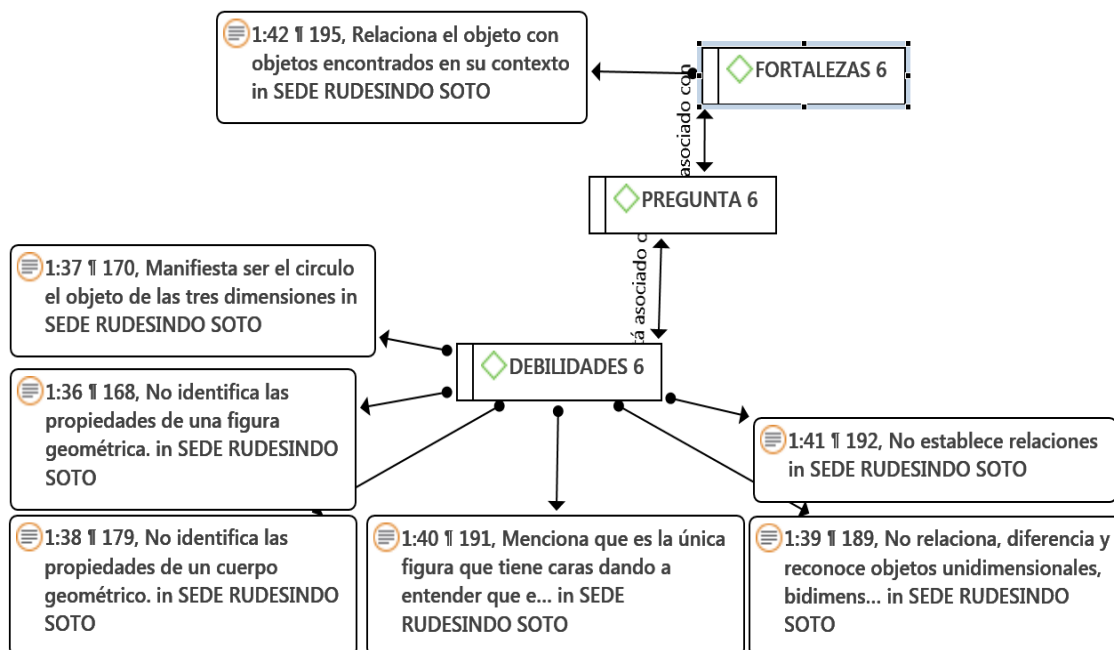 1:42 ¶ 195, Relaciona el objeto con
objetos encontrados en su contexto
in SEDE RUDESINDO SOTO
FORTALEZAS 6
asociado con
PREGUNTA 6
tá asociado c
1:37 ¶ 170, Manifiesta ser el circulo
el objeto de las tres dimensiones in
SEDE RUDESINDO SOTO
DEBILIDADES 6
1:36 ¶ 168, No identifica las
propiedades de una figura
geométrica. in SEDE RUDESINDO
SOTO
1:41 ¶ 192, No establece relaciones
in SEDE RUDESINDO SOTO
1:38 ¶ 179, No identifica las
propiedades de un cuerpo
geométrico. in SEDE RUDESINDO
SOTO
1:40 ¶ 191, Menciona que es la única
figura que tiene caras dando a
entender que e... in SEDE
RUDESINDO SOTO
1:39 ¶ 189, No relaciona, diferencia y
reconoce objetos unidimensionales,
bidimens... in SEDE RUDESINDO
SOTO